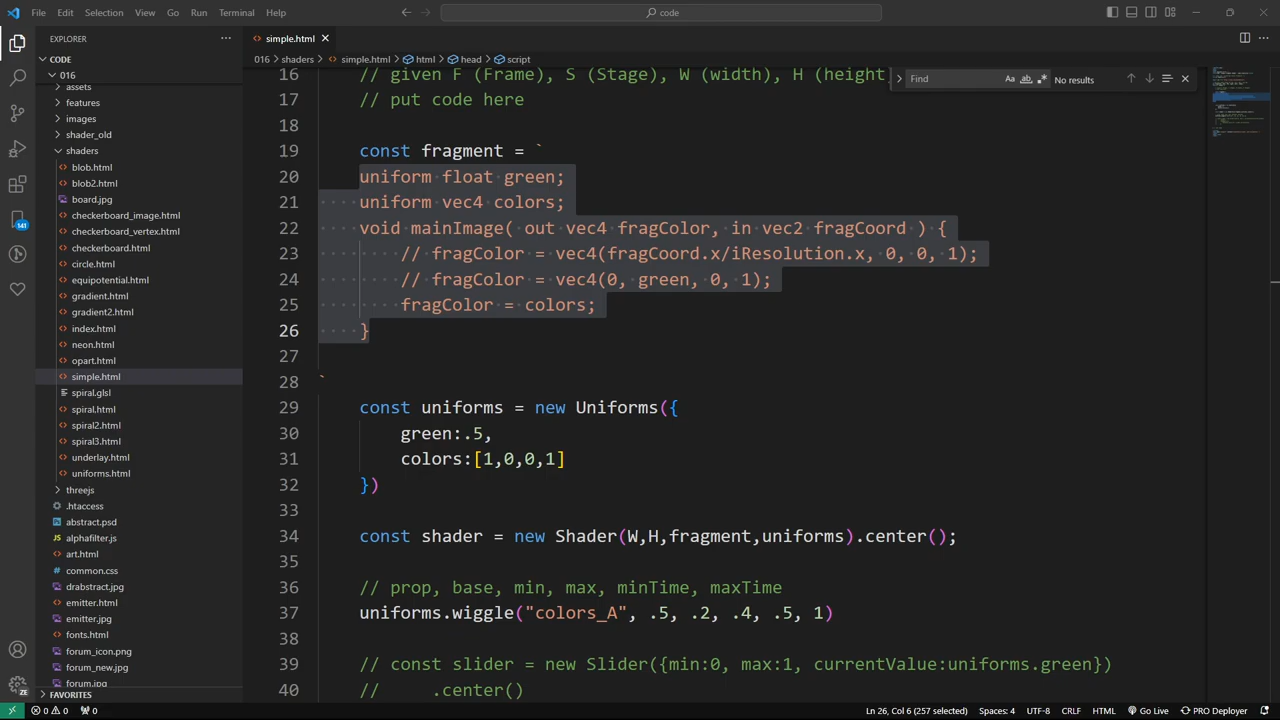 File Edit Selection View Go Run Terminal Help
code
EXPLORER
simple.html
CODE
016 > shaders > simple.html > html > head > script
016
assets
features
images
shader_old
shaders
blob.html
blob2.html
board.jpg
checkerboard_image.html
checkerboard_vertex.html
checkerboard.html
circle.html
equipotential.html
gradient.html
gradient2.html
index.html
neon.html
opart.html
simple.html
spiral.glsl
spiral.html
spiral2.html
spiral3.html
underlay.html
uniforms.html
threejs
.htaccess
abstract.psd
alphafilter.js
art.html
common.css
drabstract.jpg
emitter.html
emitter.jpg
fonts.html
forum_icon.png
forum_new.jpg
forum.jpg
FAVORITES
141
ZE
Find
Aa ab .*
No results
16 // given F (Frame), S (Stage), W (width), H (height
17 // put code here
18
19 const fragment = `
20 uniform float green;
21 uniform vec4 colors;
22 void mainImage( out vec4 fragColor, in vec2 fragCoord ) {
23 // fragColor = vec4(fragCoord.x/iResolution.x, 0, 0, 1);
24 // fragColor = vec4(0, green, 0, 1);
25 fragColor = colors;
26 }
27
28 `
29 const uniforms = new Uniforms({
30 green:.5,
31 colors:[1,0,0,1]
32 })
33
34 const shader = new Shader(W,H,fragment,uniforms).center();
35
36 // prop, base, min, max, minTime, maxTime
37 uniforms.wiggle("colors_A", .5, .2, .4, .5, 1)
38
39 // const slider = new Slider({min:0, max:1, currentValue:uniforms.green})
40 // .center()
0 0 0 Ln 26, Col 6 (257 selected) Spaces: 4 UTF-8 CRLF HTML Go Live PRO Deployer